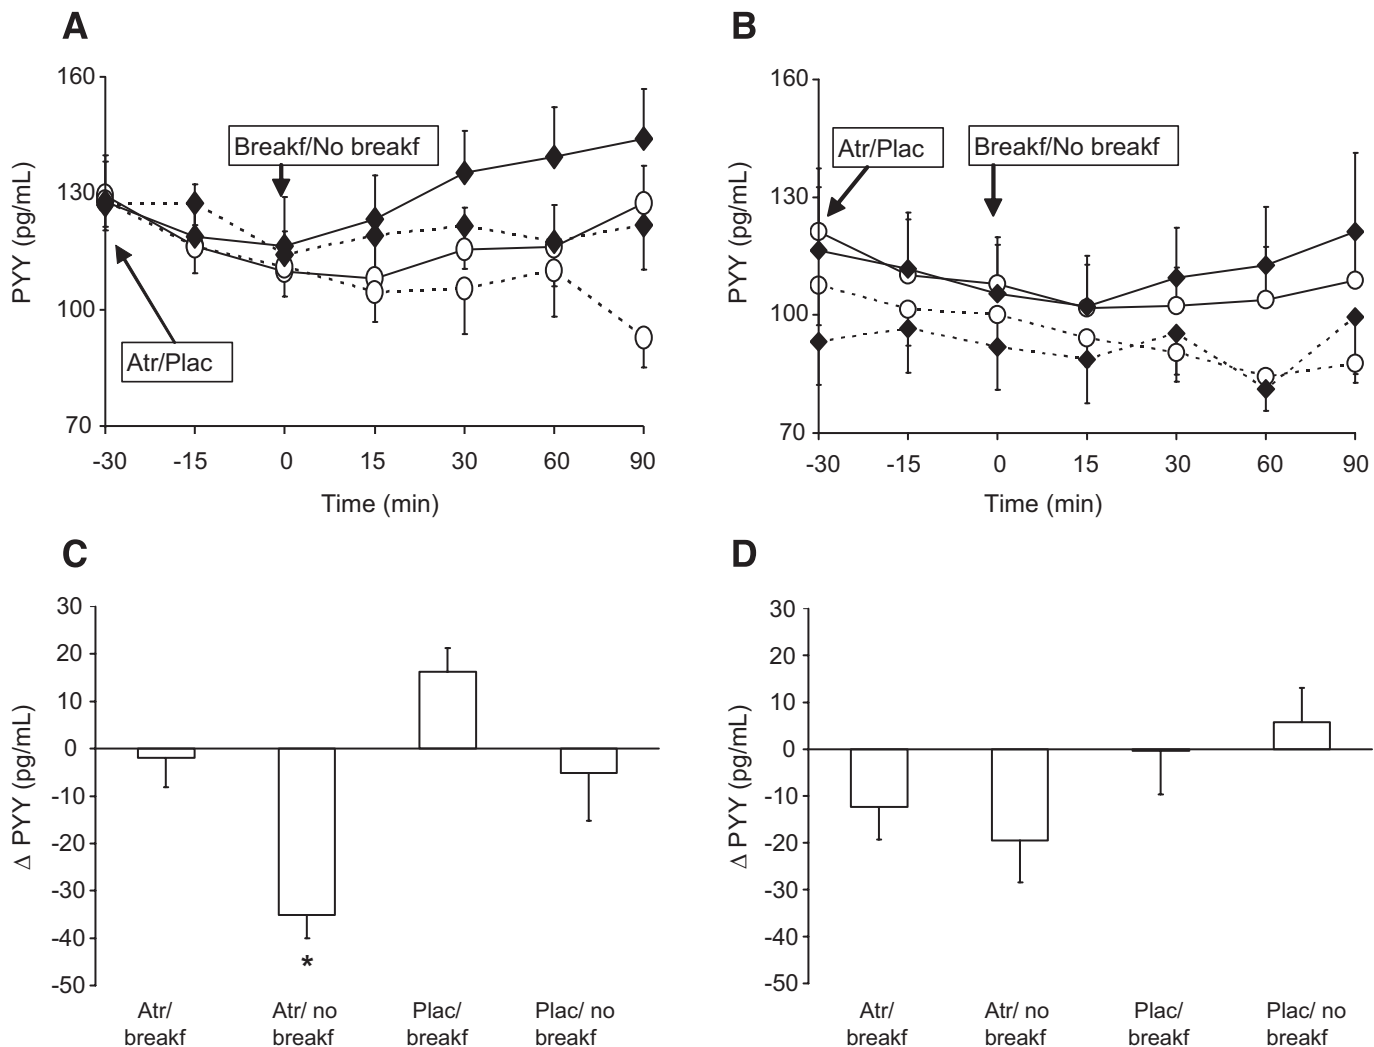 A
160
130
100
70
PYY (pg/mL)
Breakf/No breakf
Atr/Plac
-30 -15 0 15 30 60 90
Time (min)
B
160
130
100
70
PYY (pg/mL)
Atr/Plac
Breakf/No breakf
-30 -15 0 15 30 60 90
Time (min)
C
30
20
10
0
-10
-20
-30
-40
-50
Δ PYY (pg/mL)
*
Atr/ Atr/ no Plac/ Plac/ no
breakf breakf breakf breakf
D
30
20
10
0
-10
-20
-30
-40
-50
Δ PYY (pg/mL)
Atr/ Atr/ no Plac/ Plac/ no
breakf breakf breakf breakf